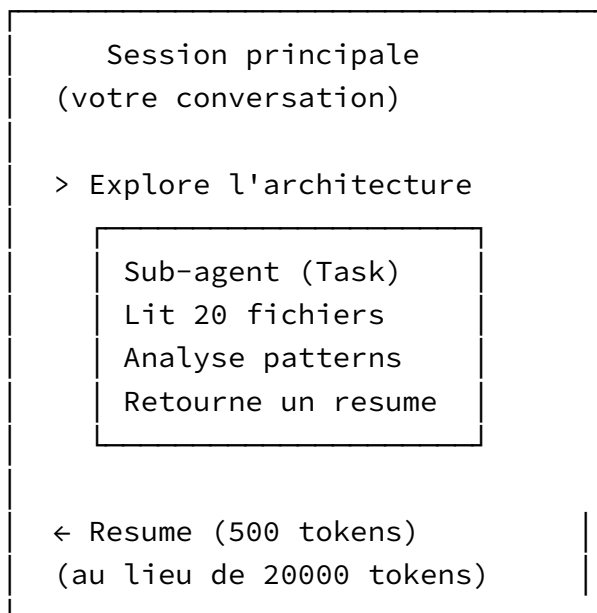 Session principale
(votre conversation)
> Explore l'architecture
Sub-agent (Task)
Lit 20 fichiers
Analyse patterns
Retourne un resume
← Resume (500 tokens)
(au lieu de 20000 tokens)